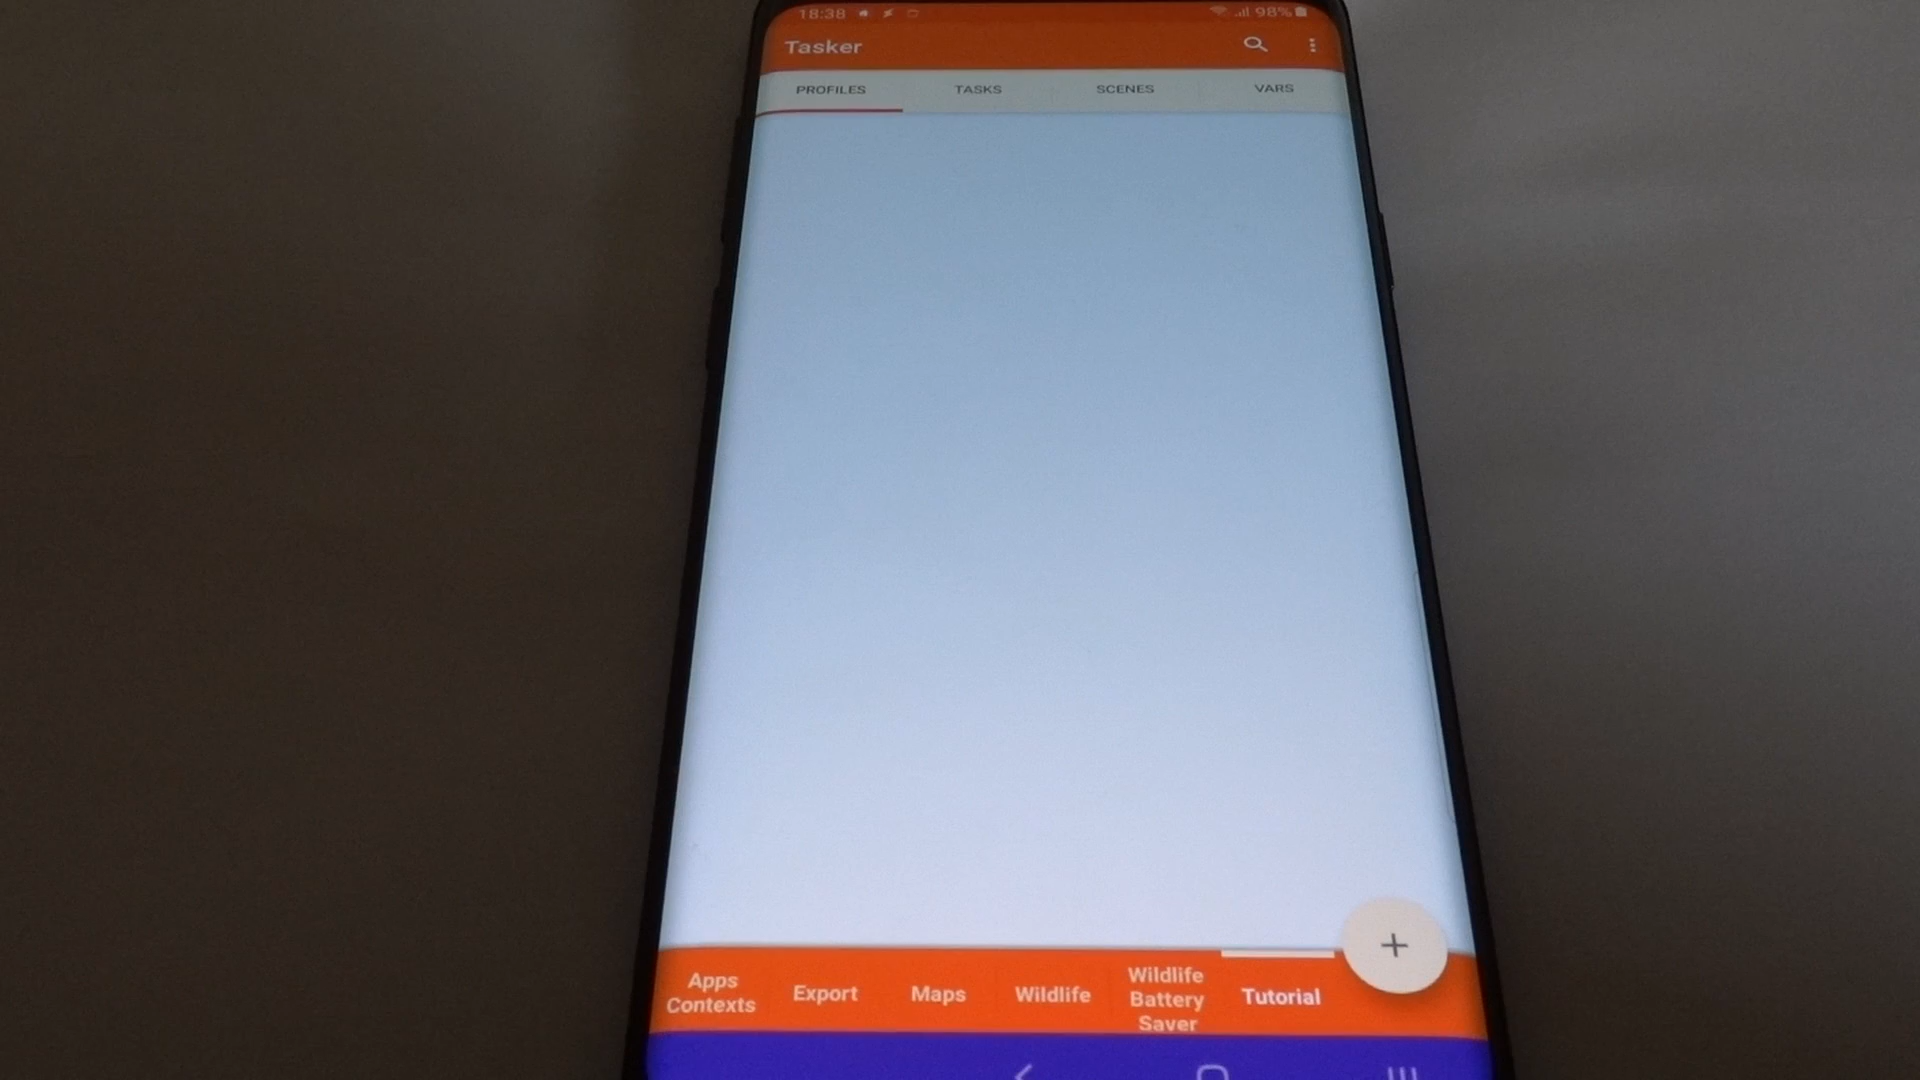 18:38
98%
Tasker
PROFILES
TASKS
SCENES
VARS
Apps
Contexts
Export
Maps
Wildlife
Wildlife
Battery
Saver
Tutorial